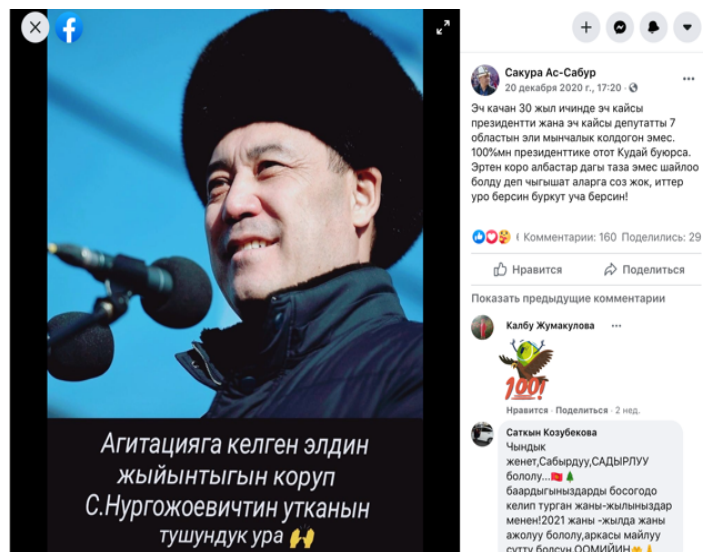 Агитацияга келген элдин
жыйынтыгын коруп
С.Нургожоевичтин утканын
тушундук ура
Сакура Ас-Сабур
20 декабря 2020 г., 17:20
Эч качан 30 жыл ичинде эч кайсы
президентти жана эч кайсы депутатты 7
областын эли мынчалык колдогон эмес.
100%мн президенттике отот Кудай буюрса.
Эртен коро албастар дагы таза эмес шайлоо
болду деп чыгышат аларга соз жок, иттер
уро берсин буркут уча берсин!
Комментарии: 160 Поделились: 29
Нравится Поделиться
Показать предыдущие комментарии
Калбу Жумакулова
100!
Нравится · Поделиться · 2 нед.
Саткын Козубекова
Чындык
женет,Сабырдуу,САДЫРЛУУ
бололу...
баардыгыныздарды босогодо
келип турган жаны-жылыныздар
менен!2021 жаны -жылда жаны
ажолуу бололу,аркасы майлуу
сутту болсун ООМИЙИН